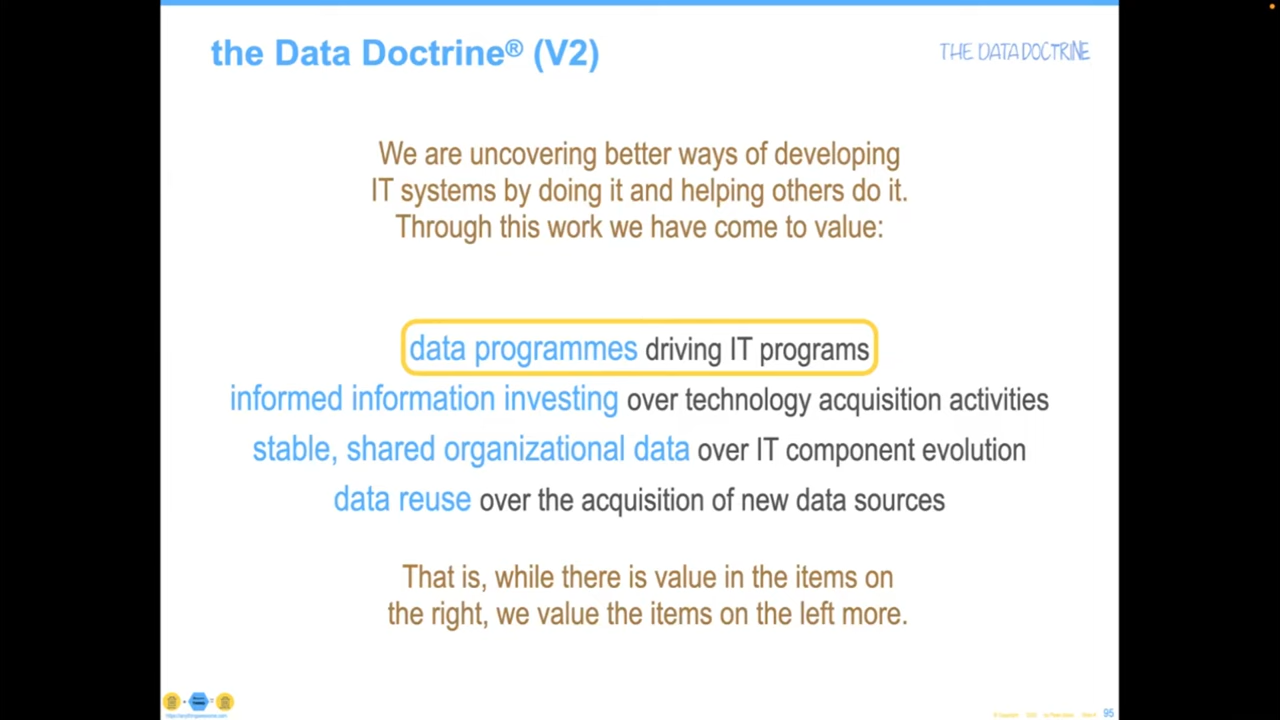 the Data Doctrine® (V2)
THE DATA DOCTRINE
We are uncovering better ways of developing
IT systems by doing it and helping others do it.
Through this work we have come to value:
data programmes driving IT programs
informed information investing over technology acquisition activities
stable, shared organizational data over IT component evolution
data reuse over the acquisition of new data sources
That is, while there is value in the items on
the right, we value the items on the left more.
95